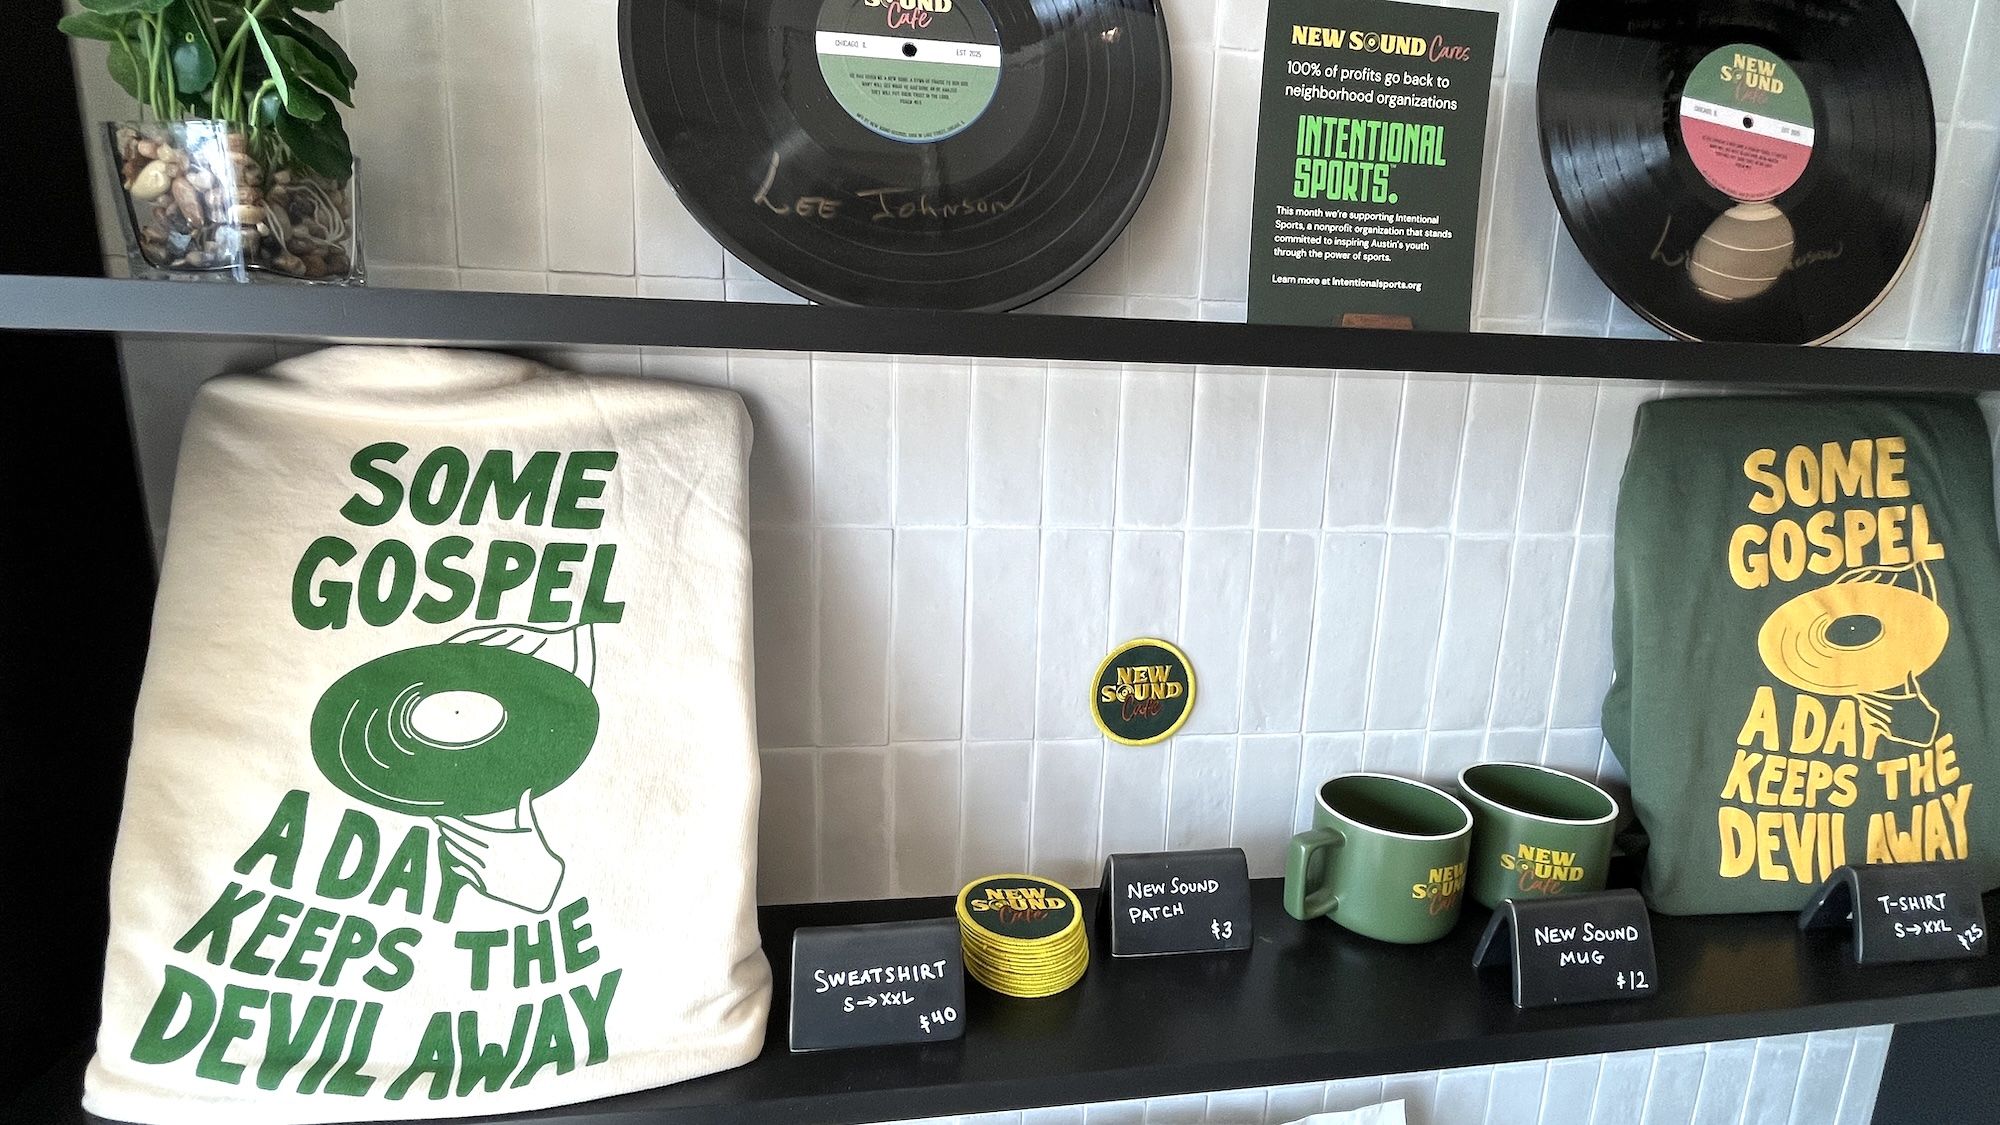 SOUND
Cafe
CHICAGO IL
EST. 2025
LEE JOHNSON
NEW SOUND Cares
100% of profits go back to
neighborhood organizations
INTENTIONAL
SPORTS.
This month we're supporting Intentional
Sports, a nonprofit organization that stands
committed to inspiring Austin's youth
through the power of sports.
Learn more at intentionalsports.org
NEW
SOUND
Cafe
CHICAGO IL
EST. 2025
SOME
GOSPEL
A DAY
KEEPS THE
DEVIL AWAY
NEW
SOUND
Cafe
SOME
GOSPEL
A DAY
KEEPS THE
DEVIL AWAY
SWEATSHIRT
S→XXL
$40
NEW
SOUND
Cafe
NEW SOUND
PATCH
$3
NEW
SOUND
Cafe
NEW
SOUND
Cafe
NEW SOUND
MUG
$12
T-SHIRT
S→XXL
$25